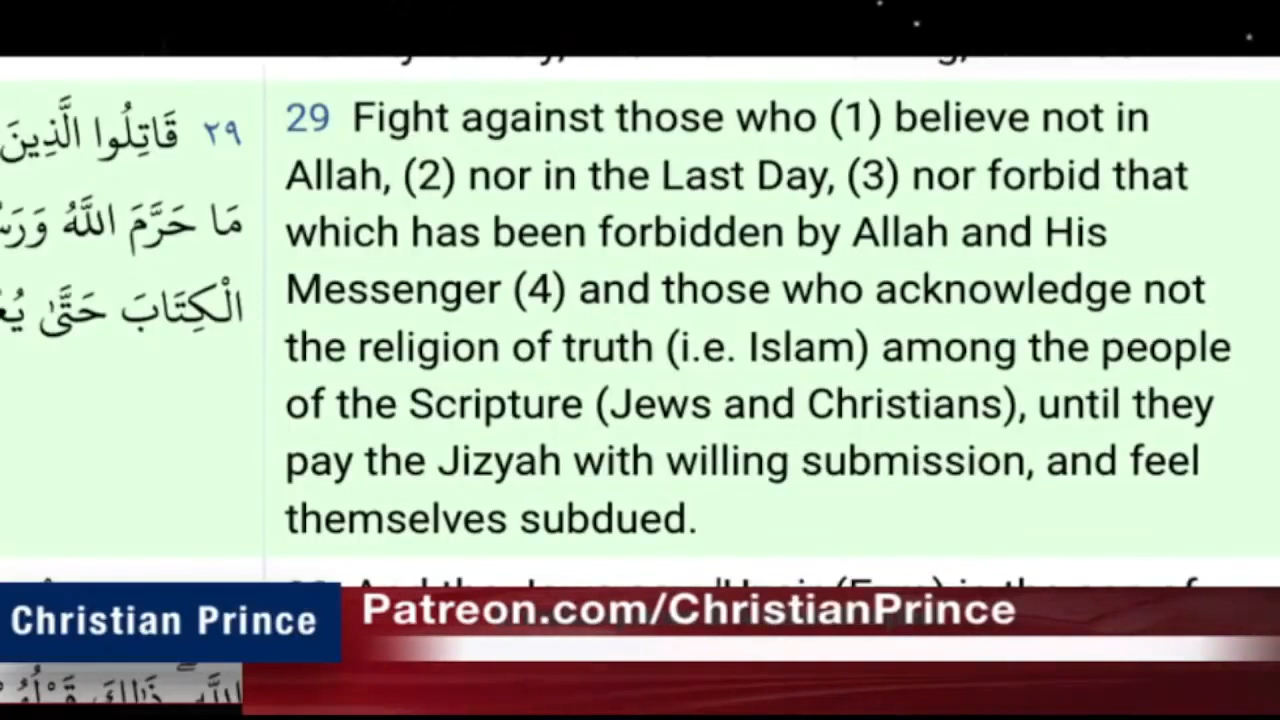 ٢٩ قَاتِلُوا الَّذِينَ
مَا حَرَّمَ اللَّهُ
الْكِتَابَ حَتَّىٰ
29 Fight against those who (1) believe not in
Allah, (2) nor in the Last Day, (3) nor forbid that
which has been forbidden by Allah and His
Messenger (4) and those who acknowledge not
the religion of truth (i.e. Islam) among the people
of the Scripture (Jews and Christians), until they
pay the Jizyah with willing submission, and feel
themselves subdued.
Christian Prince
Patreon.com/ChristianPrince